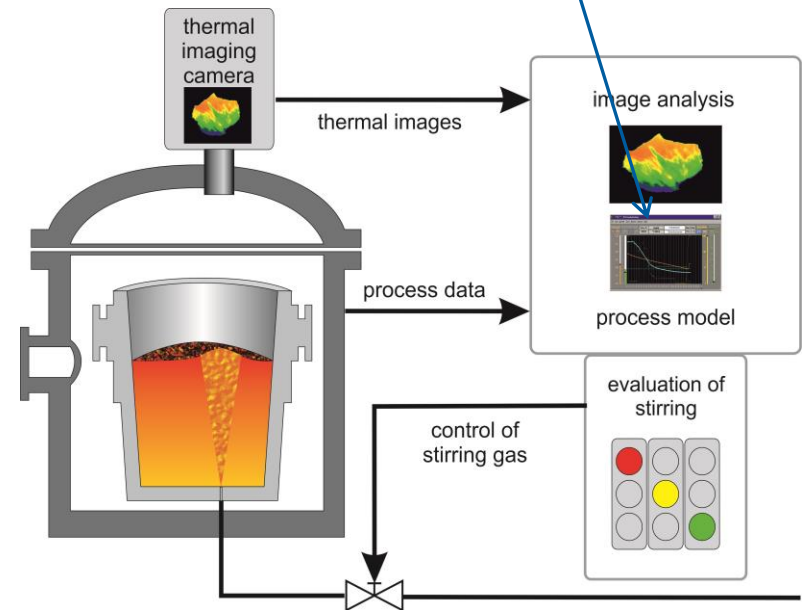 thermal
imaging
camera
thermal images
image analysis
process data
process model
evaluation of
stirring
control of
stirring gas